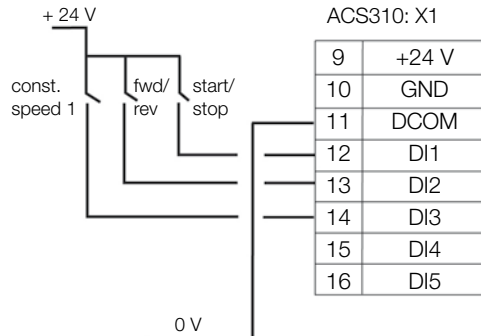 + 24 V
ACS310: X1
const.
speed 1
fwd/
rev
start/
stop
9 +24 V
10 GND
11 DCOM
12 DI1
13 DI2
14 DI3
15 DI4
16 DI5
0 V